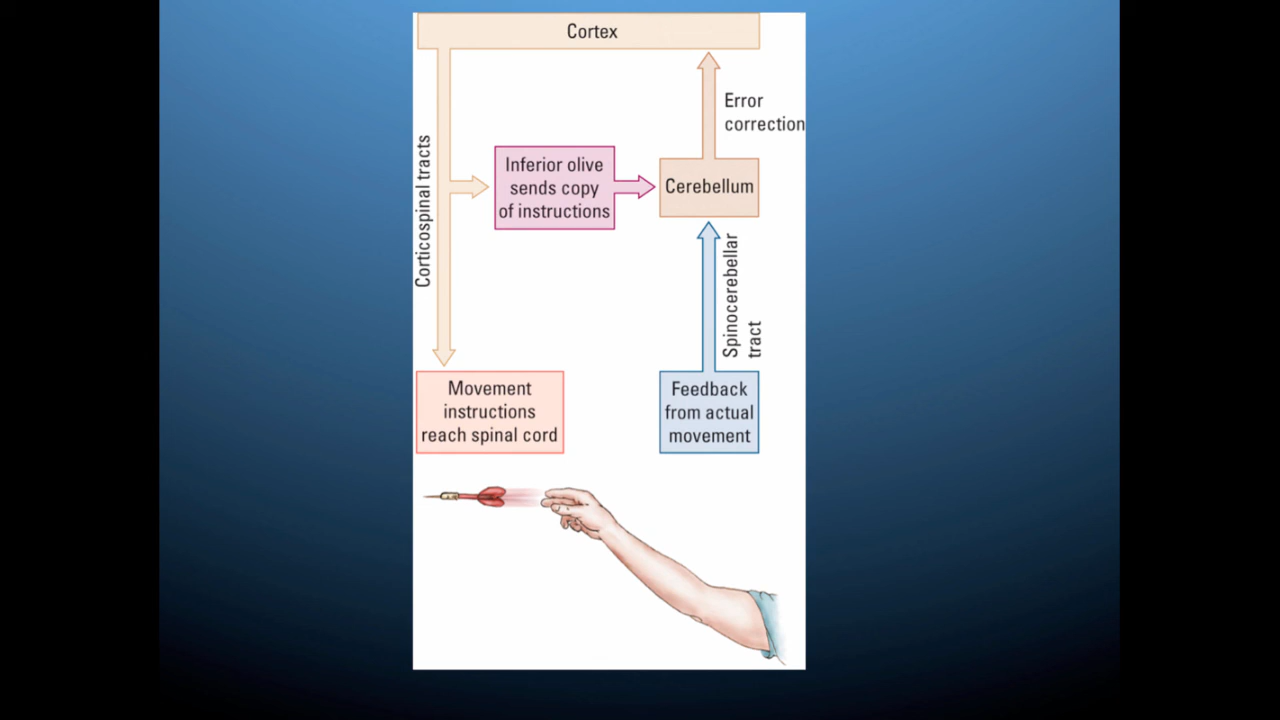 Cortex
Error
correction
Corticospinal tracts
Inferior olive
sends copy
of instructions
Cerebellum
Spinocerebellar
tract
Movement
instructions
reach spinal cord
Feedback
from actual
movement